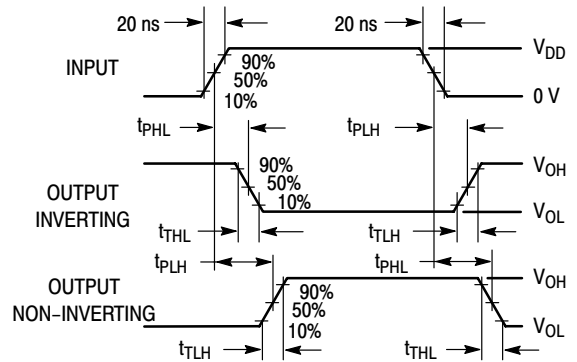 20 ns 20 ns
INPUT
90%
50%
10%
V_DD
0 V
t_PHL t_PLH
OUTPUT
INVERTING
90%
50%
10%
V_OH
V_OL
t_THL t_TLH
t_PLH t_PHL
OUTPUT
NON–INVERTING
90%
50%
10%
V_OH
V_OL
t_TLH t_THL